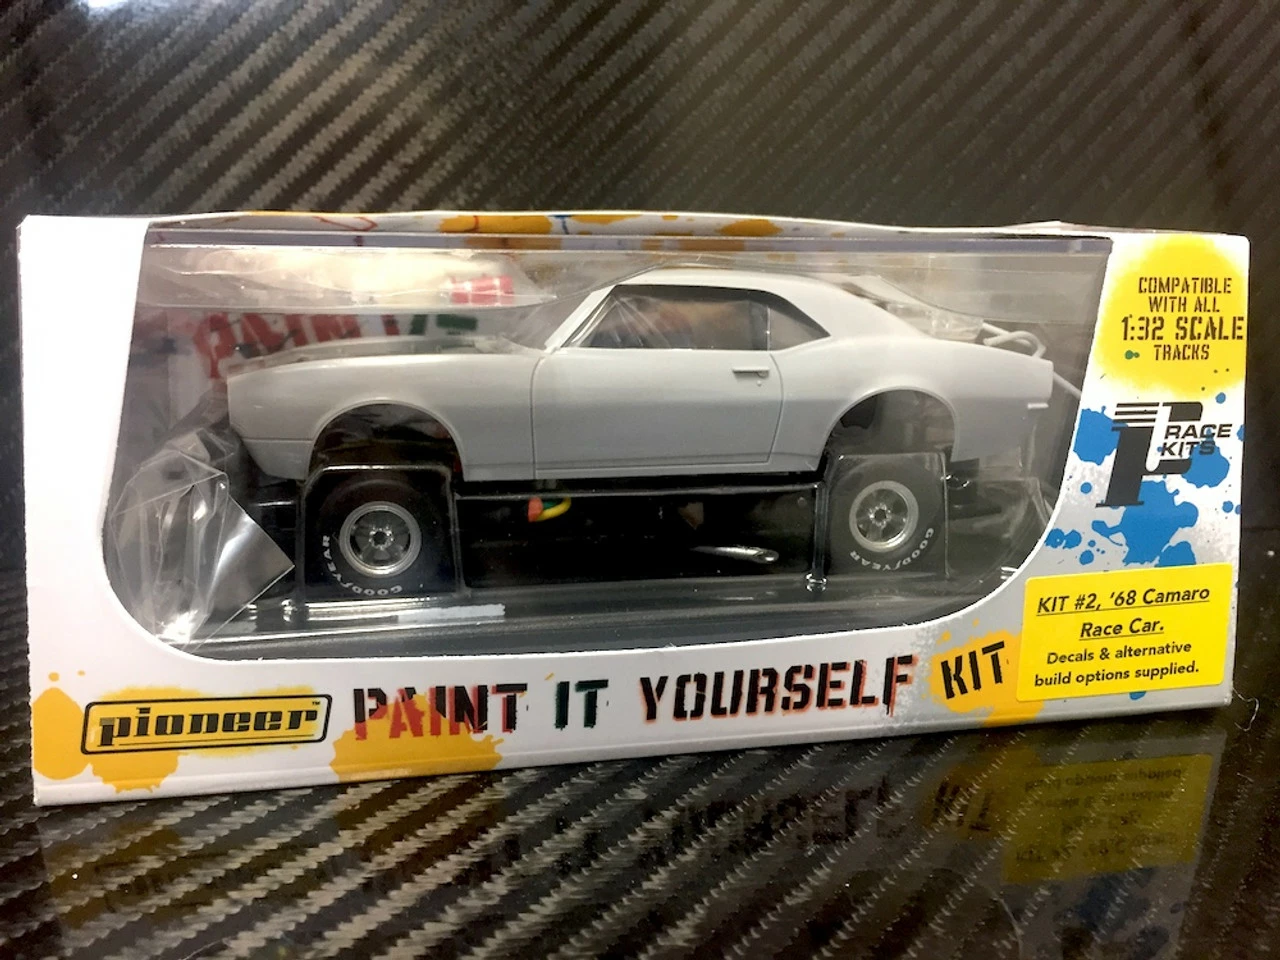 COMPATIBLE
WITH ALL
1:32 SCALE
TRACKS
RACE
KITS
GOODYEAR
GOODYEAR
KIT #2, '68 Camaro
Race Car.
Decals & alternative
build options supplied.
pioneer™
PAINT IT YOURSELF KIT